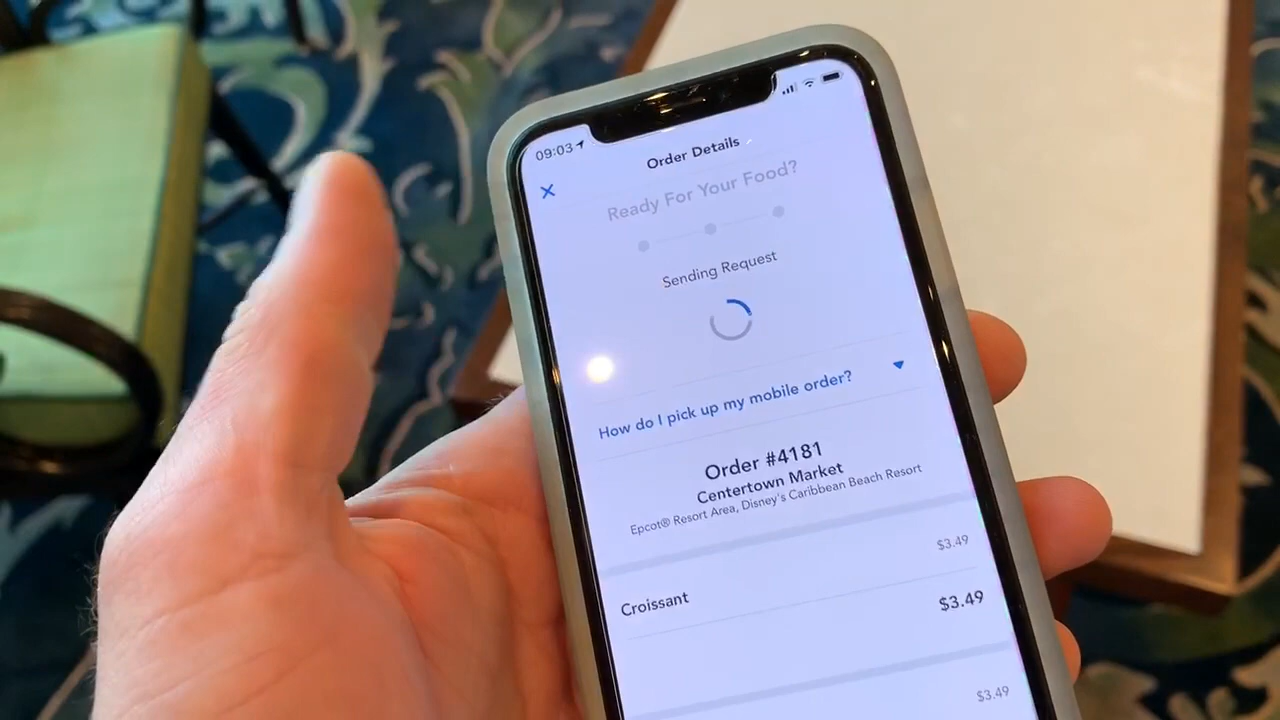 09:03
Order Details
Ready For Your Food?
Sending Request
How do I pick up my mobile order?
Order #4181
Centertown Market
Epcot® Resort Area, Disney's Caribbean Beach Resort
$3.49
Croissant
$3.49
$3.49